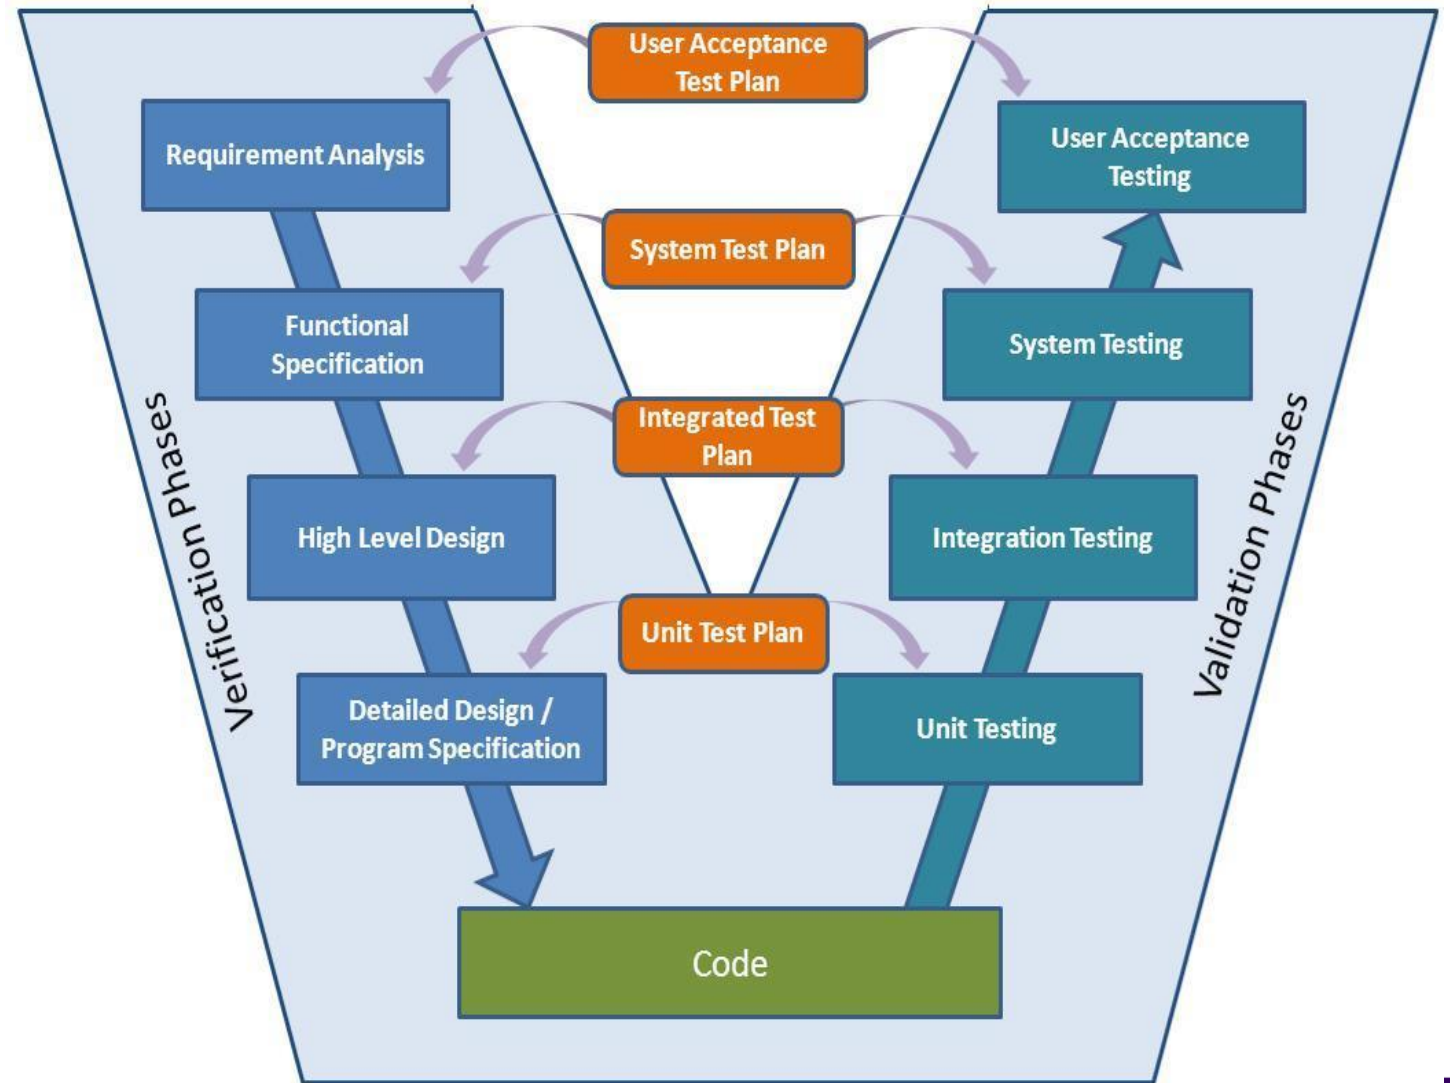 User Acceptance
Test Plan
Requirement Analysis
User Acceptance
Testing
System Test Plan
Functional
Specification
System Testing
Integrated Test
Plan
Verification Phases
Validation Phases
High Level Design
Integration Testing
Unit Test Plan
Detailed Design /
Program Specification
Unit Testing
Code